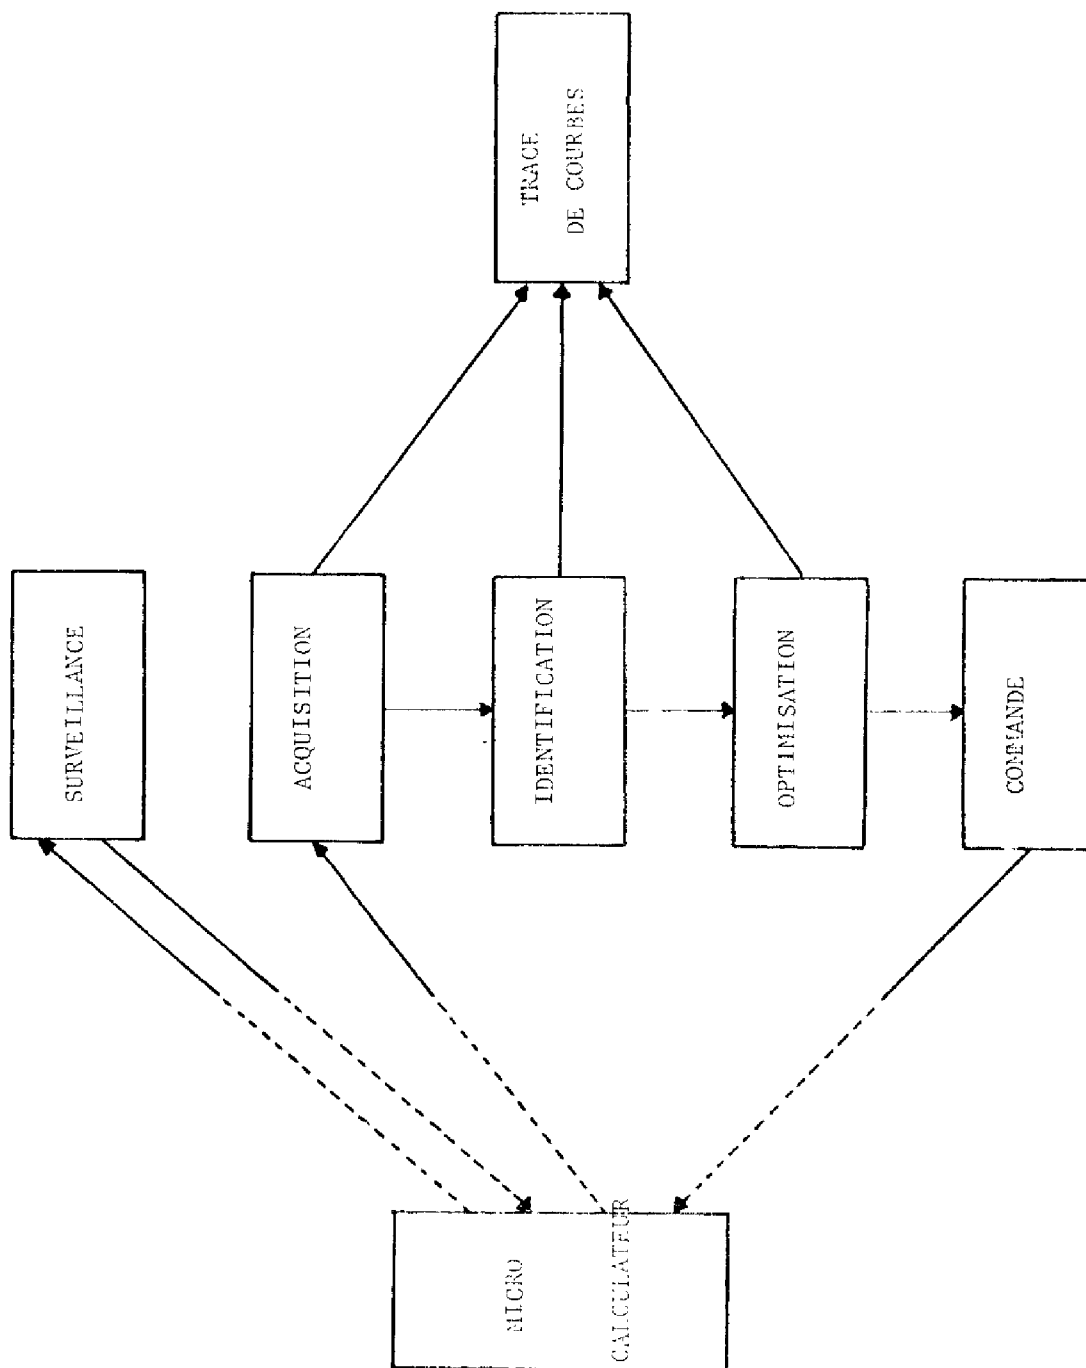 TRACE
DE COURBES
SURVEILLANCE
ACQUISITION
IDENTIFICATION
OPTIMISATION
COMMANDE
MICRO
CALCULATEUR